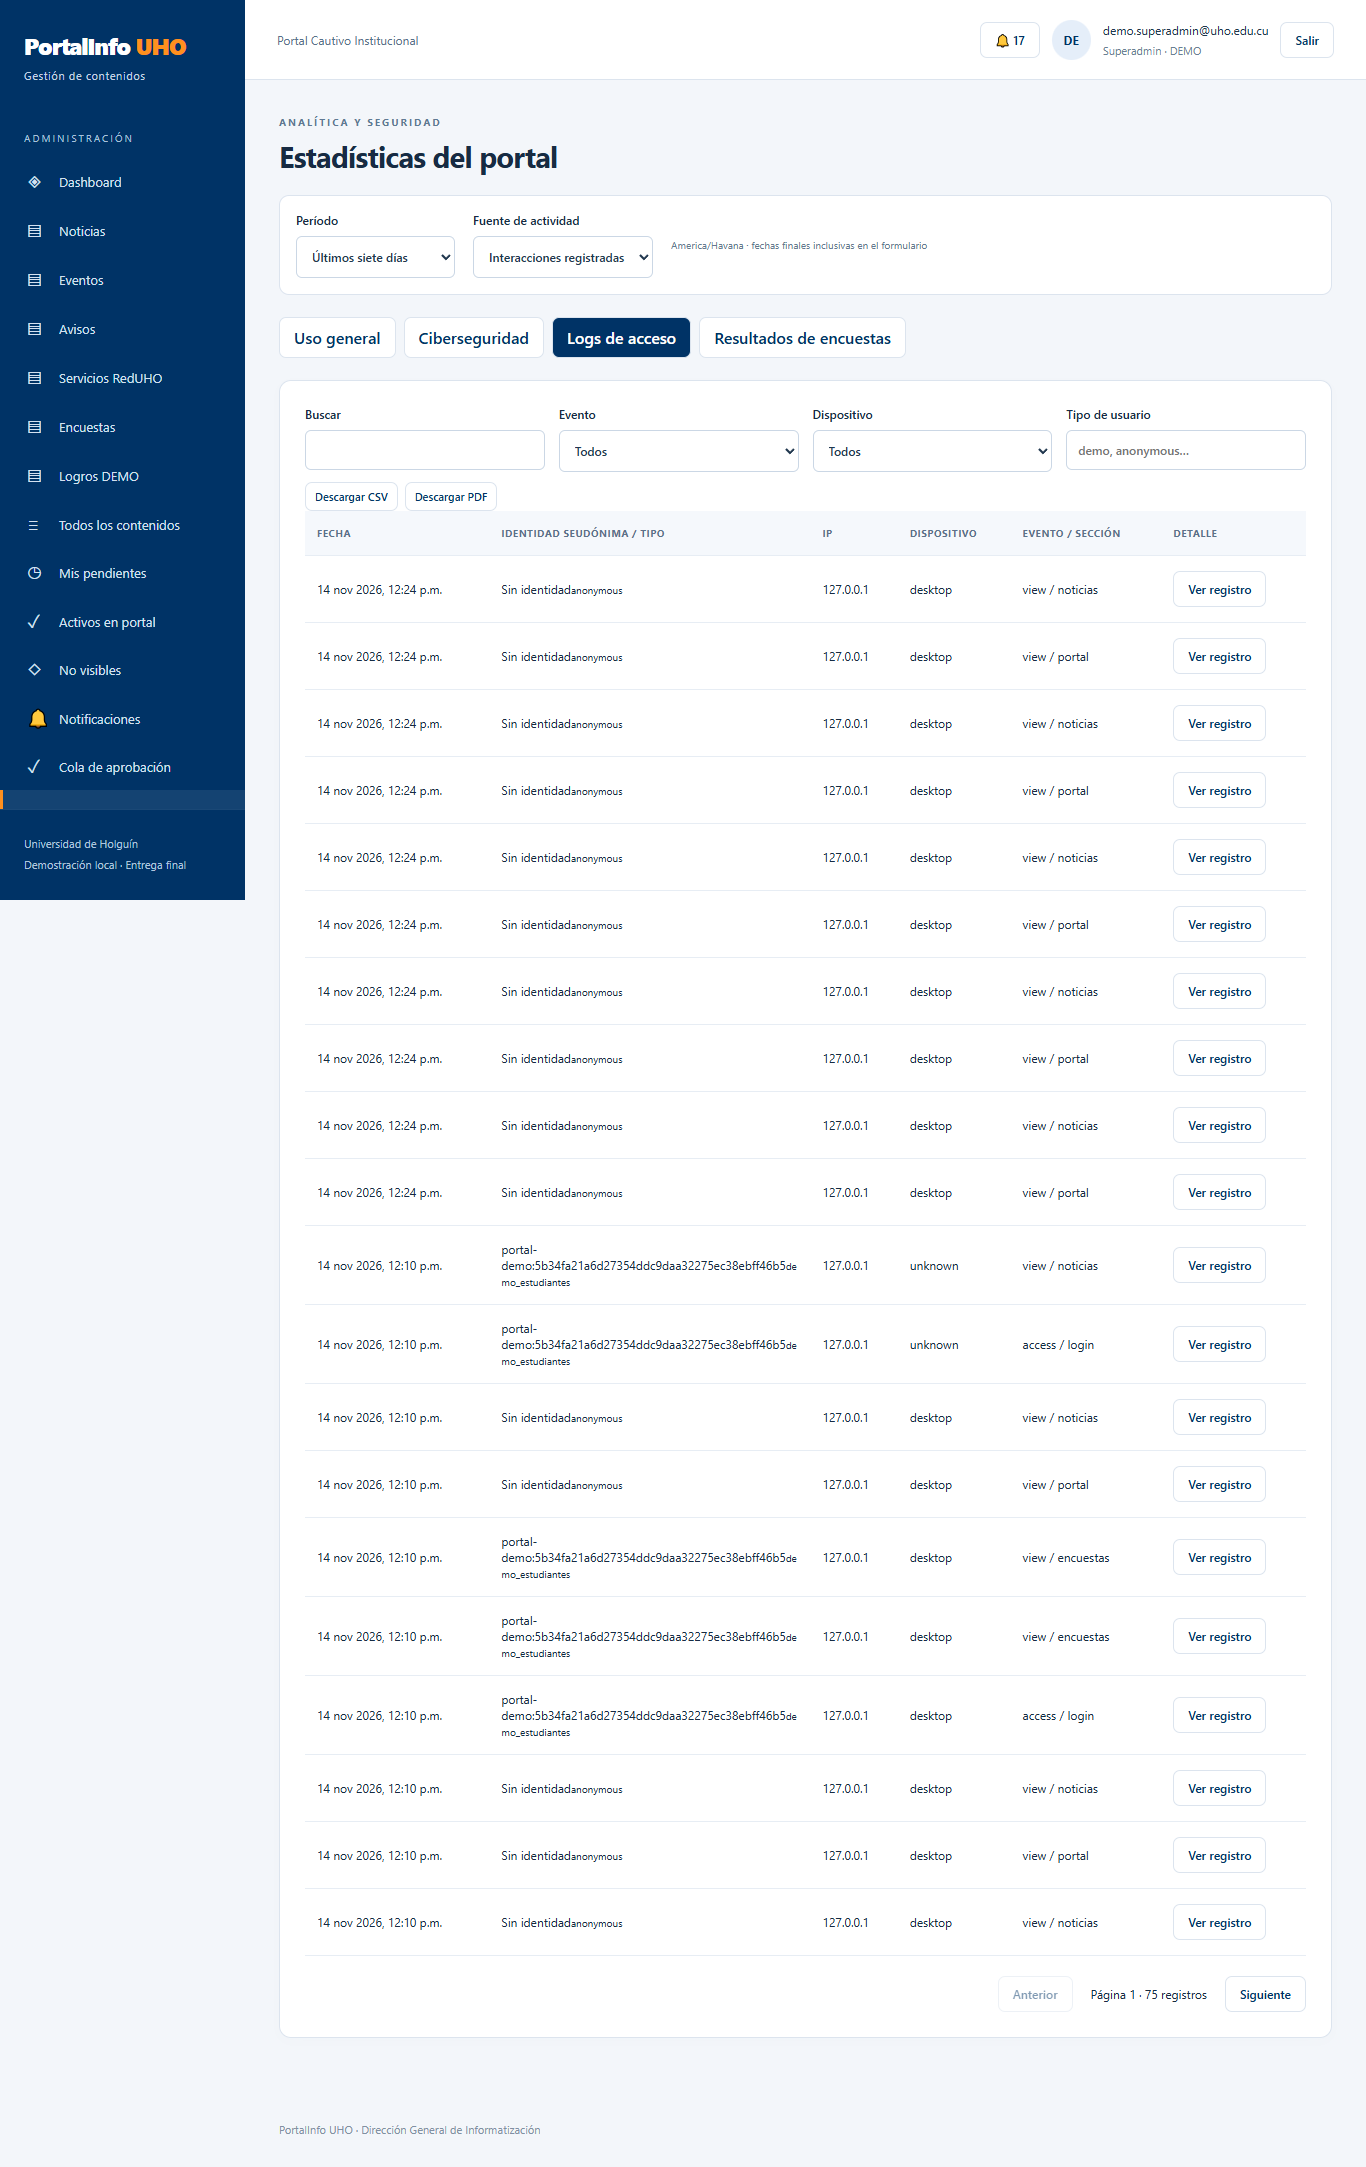 PortalInfo UHO
Gestión de contenidos
ADMINISTRACIÓN
Dashboard
Noticias
Eventos
Avisos
Servicios RedUHO
Encuestas
Logros DEMO
Todos los contenidos
Mis pendientes
Activos en portal
No visibles
Notificaciones
Cola de aprobación
Universidad de Holguín
Demostración local · Entrega final
Portal Cautivo Institucional
17
DE
demo.superadmin@uho.edu.cu
Superadmin · DEMO
Salir
ANALÍTICA Y SEGURIDAD
Estadísticas del portal
Período
Fuente de actividad
Últimos siete días
Interacciones registradas
America/Havana · fechas finales inclusivas en el formulario
Uso general
Ciberseguridad
Logs de acceso
Resultados de encuestas
Buscar
Evento
Dispositivo
Tipo de usuario
Todos
Todos
demo, anonymous...
Descargar CSV
Descargar PDF
FECHA IDENTIDAD SEUDÓNIMA / TIPO IP DISPOSITIVO EVENTO / SECCIÓN DETALLE
14 nov 2026, 12:24 p.m. Sin identidadanonymous 127.0.0.1 desktop view / noticias Ver registro
14 nov 2026, 12:24 p.m. Sin identidadanonymous 127.0.0.1 desktop view / portal Ver registro
14 nov 2026, 12:24 p.m. Sin identidadanonymous 127.0.0.1 desktop view / noticias Ver registro
14 nov 2026, 12:24 p.m. Sin identidadanonymous 127.0.0.1 desktop view / portal Ver registro
14 nov 2026, 12:24 p.m. Sin identidadanonymous 127.0.0.1 desktop view / noticias Ver registro
14 nov 2026, 12:24 p.m. Sin identidadanonymous 127.0.0.1 desktop view / portal Ver registro
14 nov 2026, 12:24 p.m. Sin identidadanonymous 127.0.0.1 desktop view / noticias Ver registro
14 nov 2026, 12:24 p.m. Sin identidadanonymous 127.0.0.1 desktop view / portal Ver registro
14 nov 2026, 12:24 p.m. Sin identidadanonymous 127.0.0.1 desktop view / noticias Ver registro
14 nov 2026, 12:24 p.m. Sin identidadanonymous 127.0.0.1 desktop view / portal Ver registro
portal-
14 nov 2026, 12:10 p.m. demo:5b34fa21a6d27354ddc9daa32275ec38ebff46b5de 127.0.0.1 unknown view / noticias Ver registro
mo_estudiantes
portal-
14 nov 2026, 12:10 p.m. demo:5b34fa21a6d27354ddc9daa32275ec38ebff46b5de 127.0.0.1 unknown access / login Ver registro
mo_estudiantes
14 nov 2026, 12:10 p.m. Sin identidadanonymous 127.0.0.1 desktop view / noticias Ver registro
14 nov 2026, 12:10 p.m. Sin identidadanonymous 127.0.0.1 desktop view / portal Ver registro
portal-
14 nov 2026, 12:10 p.m. demo:5b34fa21a6d27354ddc9daa32275ec38ebff46b5de 127.0.0.1 desktop view / encuestas Ver registro
mo_estudiantes
portal-
14 nov 2026, 12:10 p.m. demo:5b34fa21a6d27354ddc9daa32275ec38ebff46b5de 127.0.0.1 desktop view / encuestas Ver registro
mo_estudiantes
portal-
14 nov 2026, 12:10 p.m. demo:5b34fa21a6d27354ddc9daa32275ec38ebff46b5de 127.0.0.1 desktop access / login Ver registro
mo_estudiantes
14 nov 2026, 12:10 p.m. Sin identidadanonymous 127.0.0.1 desktop view / noticias Ver registro
14 nov 2026, 12:10 p.m. Sin identidadanonymous 127.0.0.1 desktop view / portal Ver registro
14 nov 2026, 12:10 p.m. Sin identidadanonymous 127.0.0.1 desktop view / noticias Ver registro
Anterior
Página 1 · 75 registros
Siguiente
PortalInfo UHO · Dirección General de Informatización